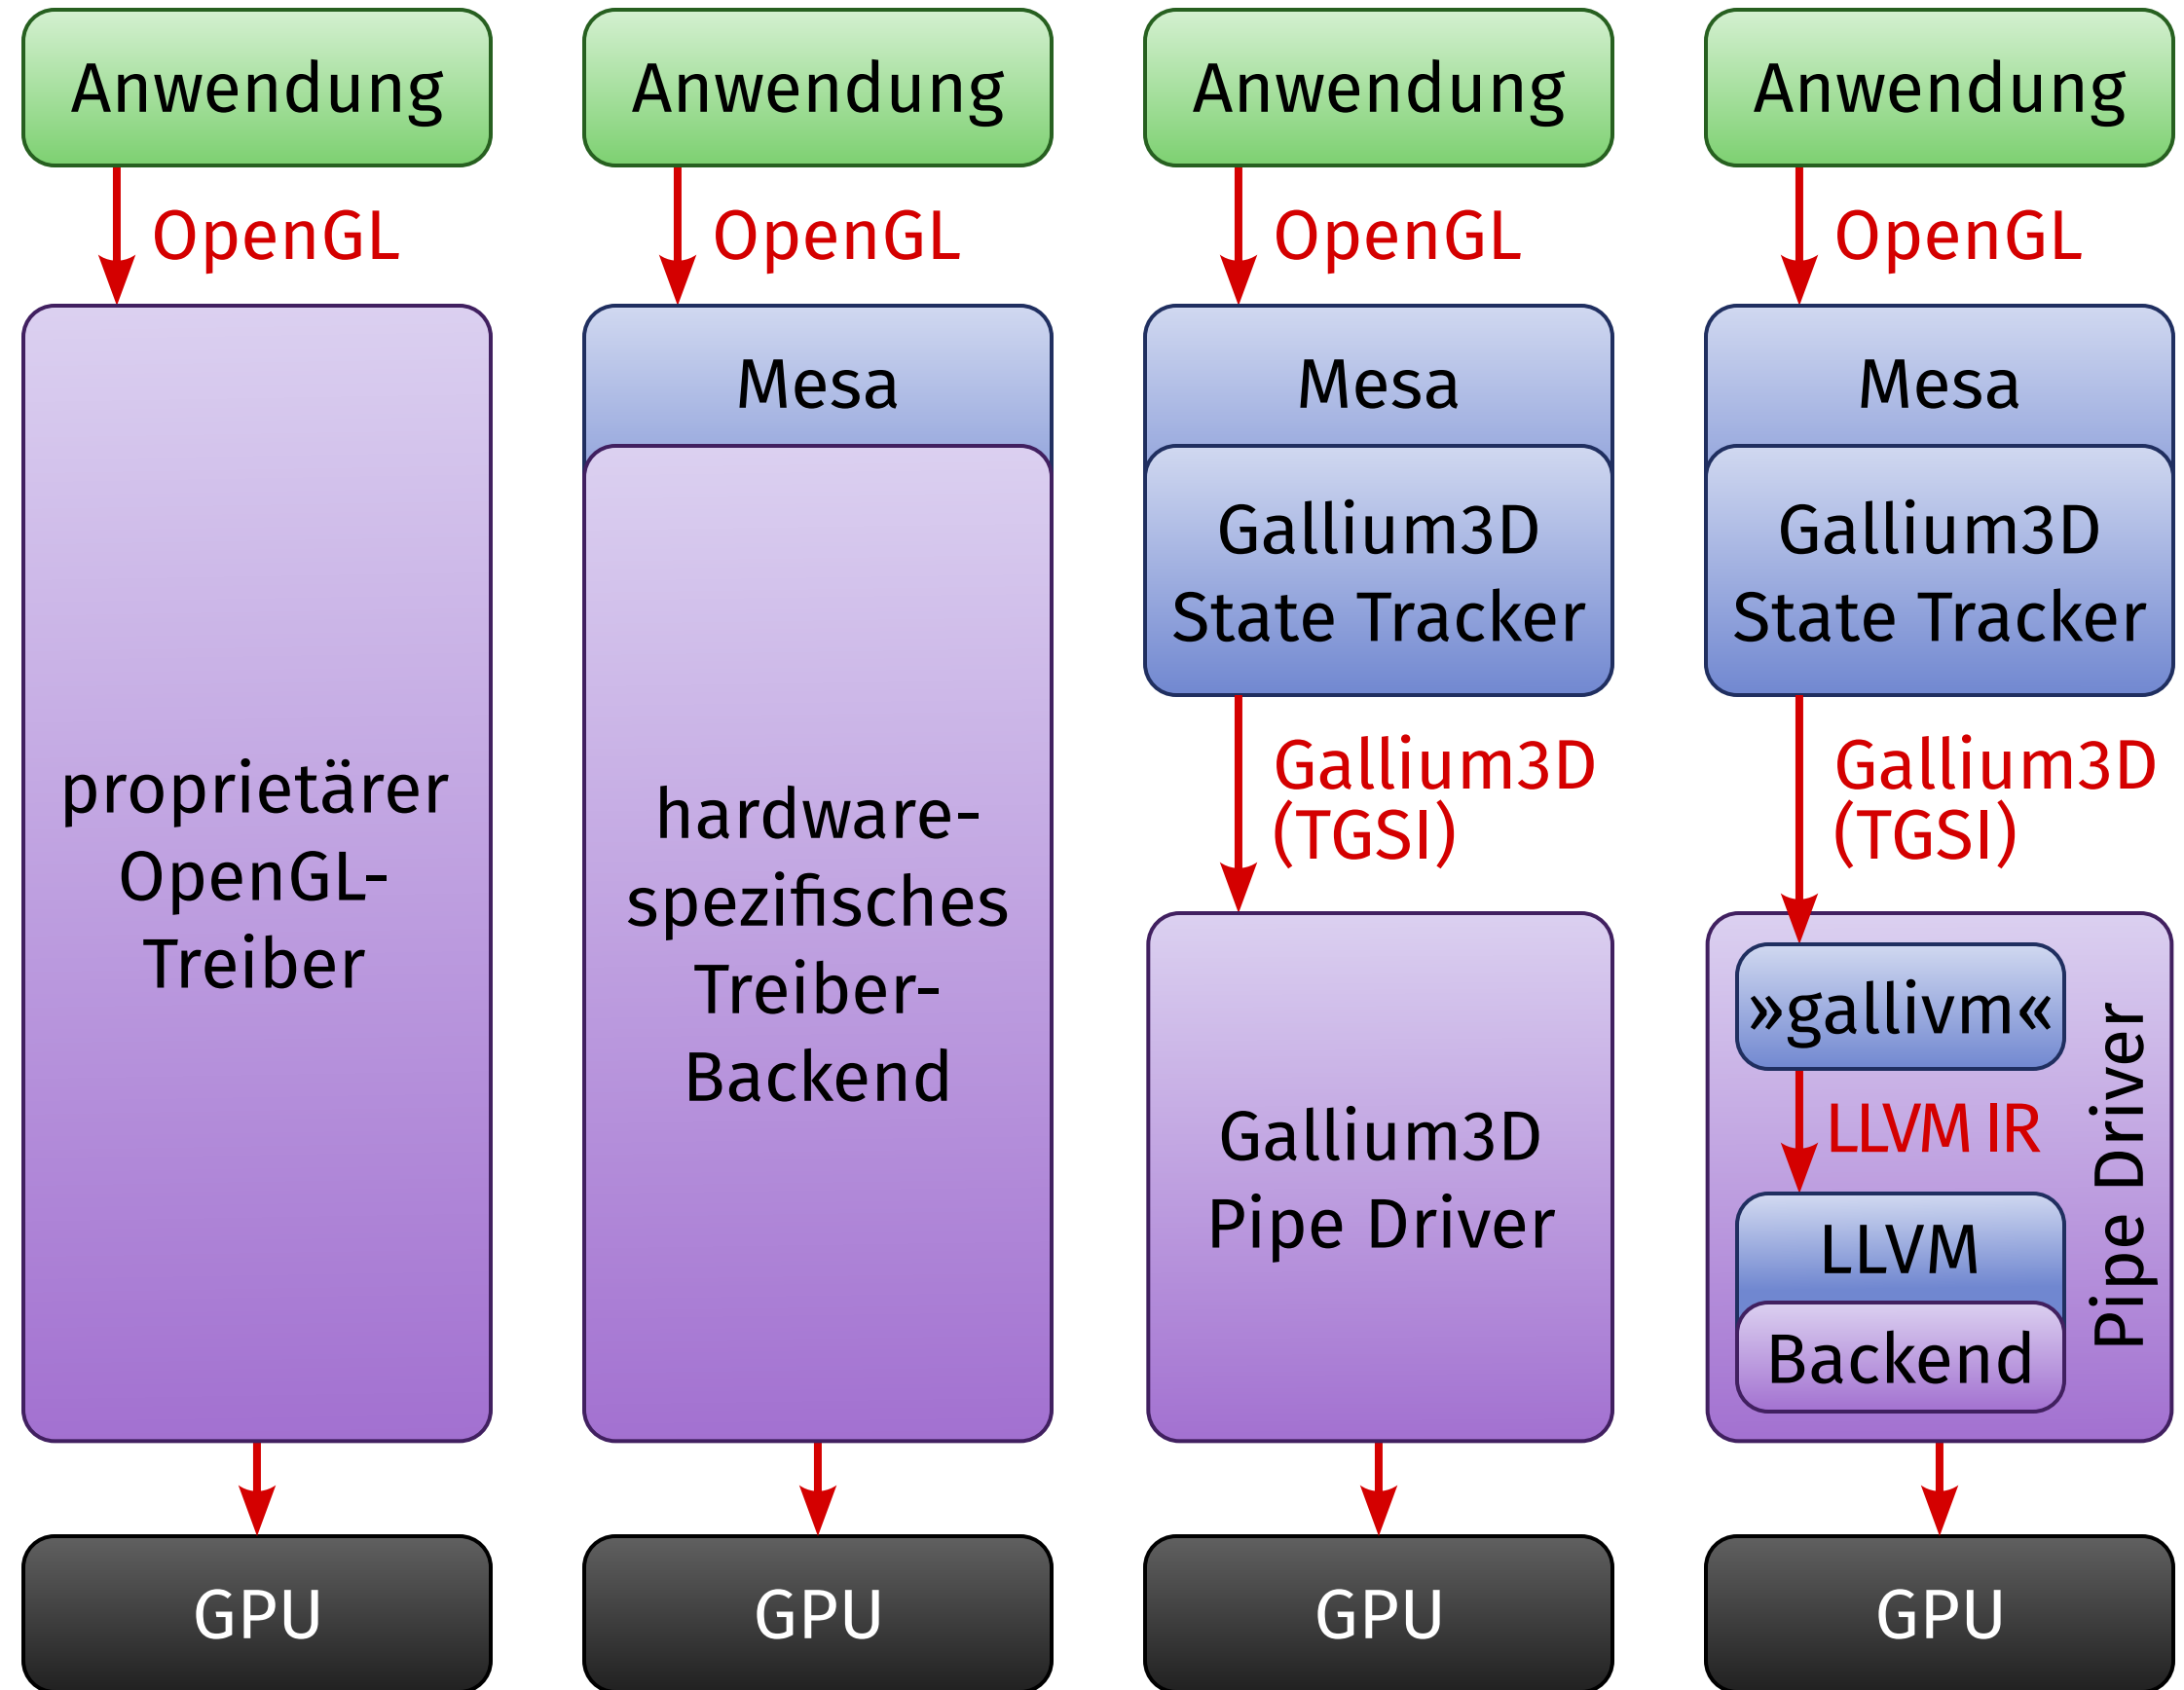 Anwendung
OpenGL
proprietärer
OpenGL-
Treiber
GPU
Anwendung
OpenGL
Mesa
hardware-
spezifisches
Treiber-
Backend
GPU
Anwendung
OpenGL
Mesa
Gallium3D
State Tracker
Gallium3D
(TGSI)
Gallium3D
Pipe Driver
GPU
Anwendung
OpenGL
Mesa
Gallium3D
State Tracker
Gallium3D
(TGSI)
»gallivm«
LLVM IR
LLVM
Backend
Pipe Driver
GPU